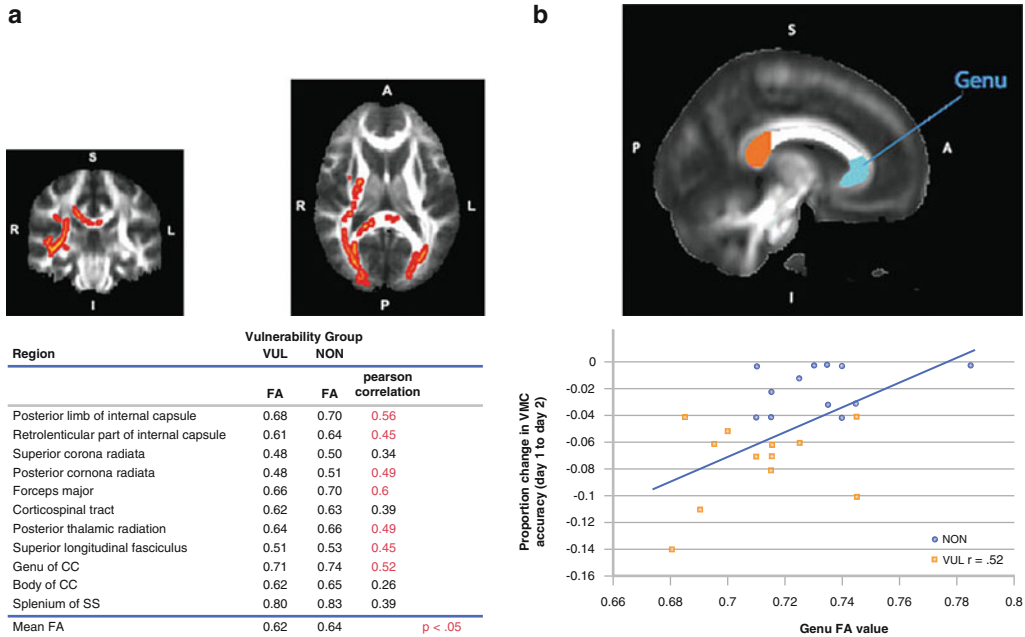 a
S
R
L
I
A
R
L
P
Vulnerability Group
Region VUL NON
FA FA pearson correlation
Posterior limb of internal capsule 0.68 0.70 0.56
Retrolenticular part of internal capsule 0.61 0.64 0.45
Superior corona radiata 0.48 0.50 0.34
Posterior cornona radiata 0.48 0.51 0.49
Forceps major 0.66 0.70 0.6
Corticospinal tract 0.62 0.63 0.39
Posterior thalamic radiation 0.64 0.66 0.49
Superior longitudinal fasciculus 0.51 0.53 0.45
Genu of CC 0.71 0.74 0.52
Body of CC 0.62 0.65 0.26
Splenium of SS 0.80 0.83 0.39
Mean FA 0.62 0.64 p < .05
b
S
Genu
P
A
I
Proportion change in VMC
accuracy (day 1 to day 2)
0
-0.02
-0.04
-0.06
-0.08
-0.1
-0.12
-0.14
-0.16
NON
VUL r = .52
0.66 0.68 0.7 0.72 0.74 0.76 0.78 0.8
Genu FA value